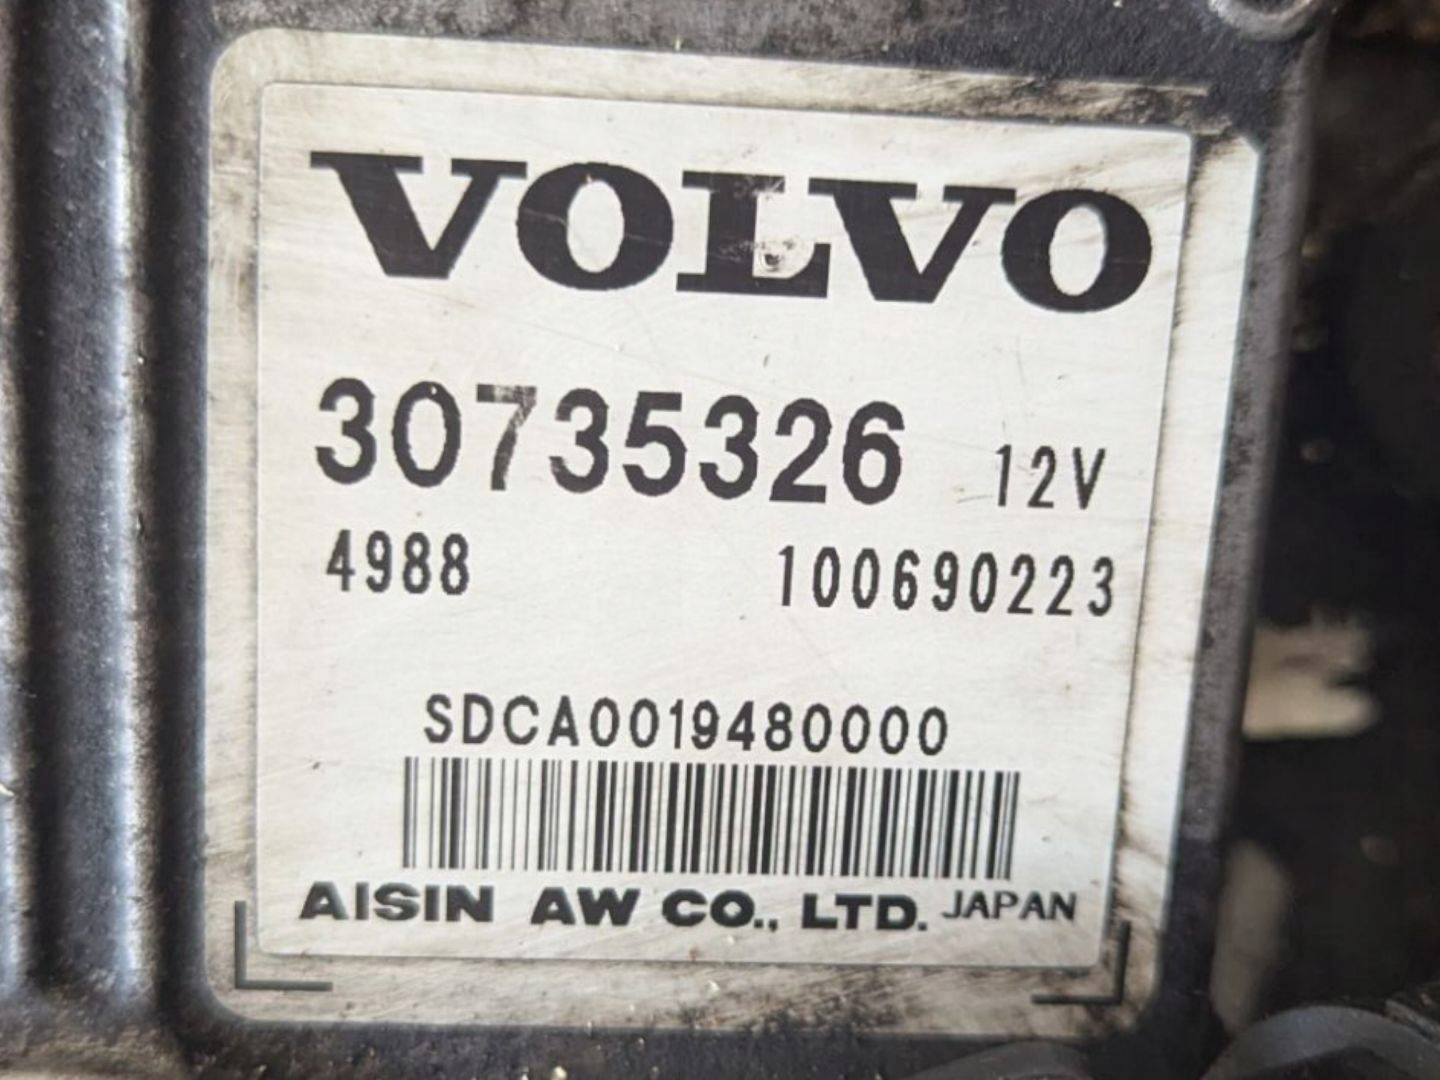 VOLVO
30735326 12V
4988 100690223
SDCA0019480000
AISIN AW CO., LTD. JAPAN